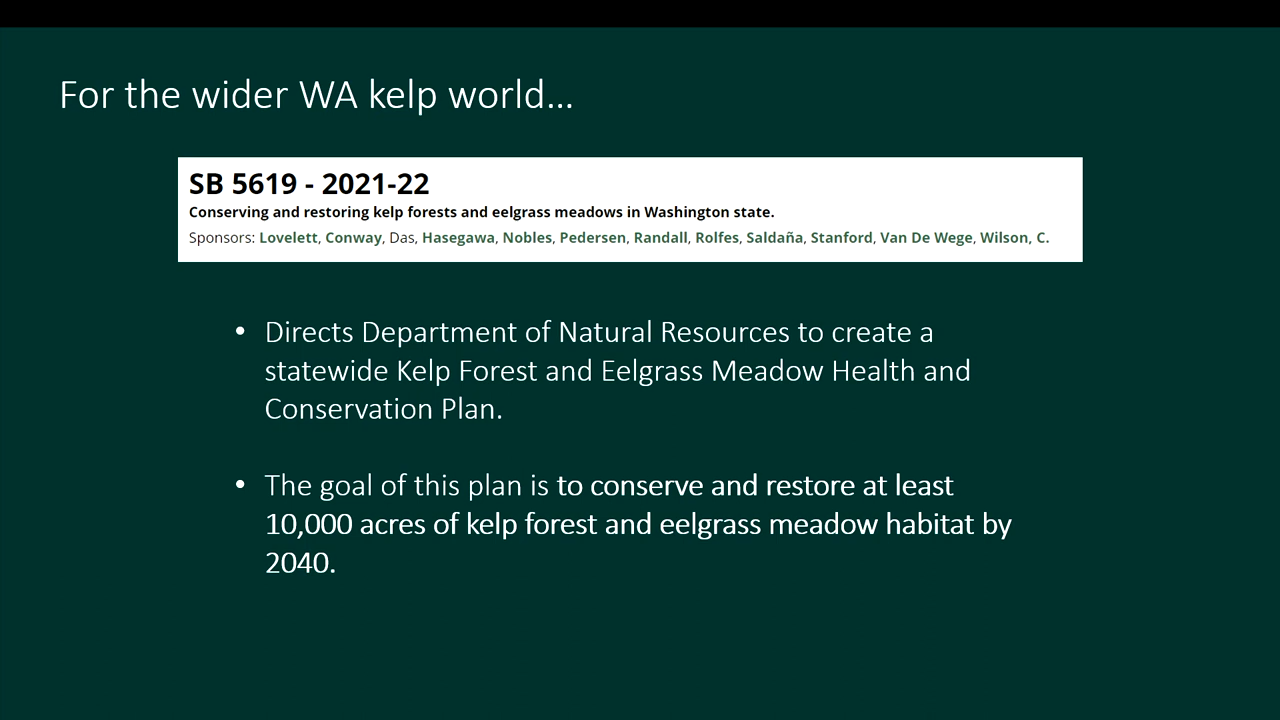 For the wider WA kelp world...
SB 5619 - 2021-22
Conserving and restoring kelp forests and eelgrass meadows in Washington state.
Sponsors: Lovelett, Conway, Das, Hasegawa, Nobles, Pedersen, Randall, Rolfes, Saldaña, Stanford, Van De Wege, Wilson, C.
• Directs Department of Natural Resources to create a
statewide Kelp Forest and Eelgrass Meadow Health and
Conservation Plan.
• The goal of this plan is to conserve and restore at least
10,000 acres of kelp forest and eelgrass meadow habitat by
2040.